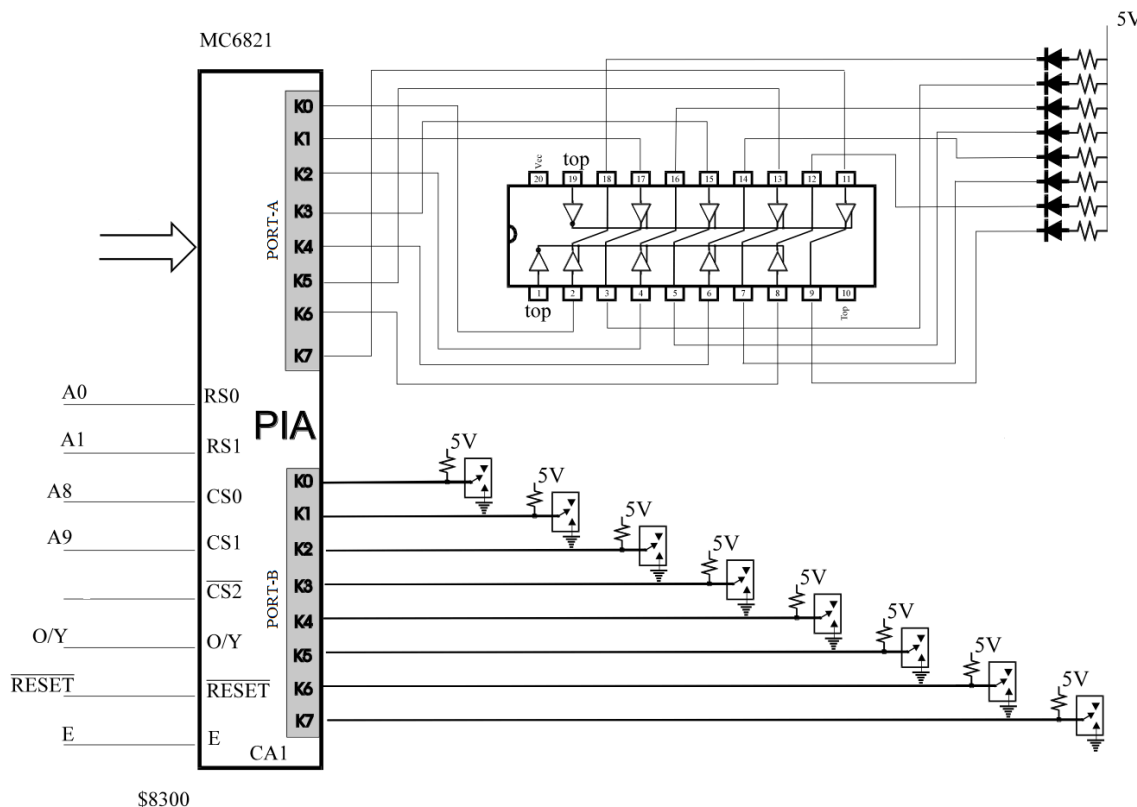 MC6821
5V
K0
K1
K2
K3
K4
K5
K6
K7
PORT-A
Vcc
top
20
19
18
17
16
15
14
13
12
11
1
2
3
4
5
6
7
8
9
10
top
Top
A0
RS0
A1
RS1
A8
CS0
A9
CS1
CS2
O/Y
O/Y
RESET
RESET
E
E
PIA
CA1
K0
K1
K2
K3
K4
K5
K6
K7
PORT-B
5V
5V
5V
5V
5V
5V
5V
5V
$8300